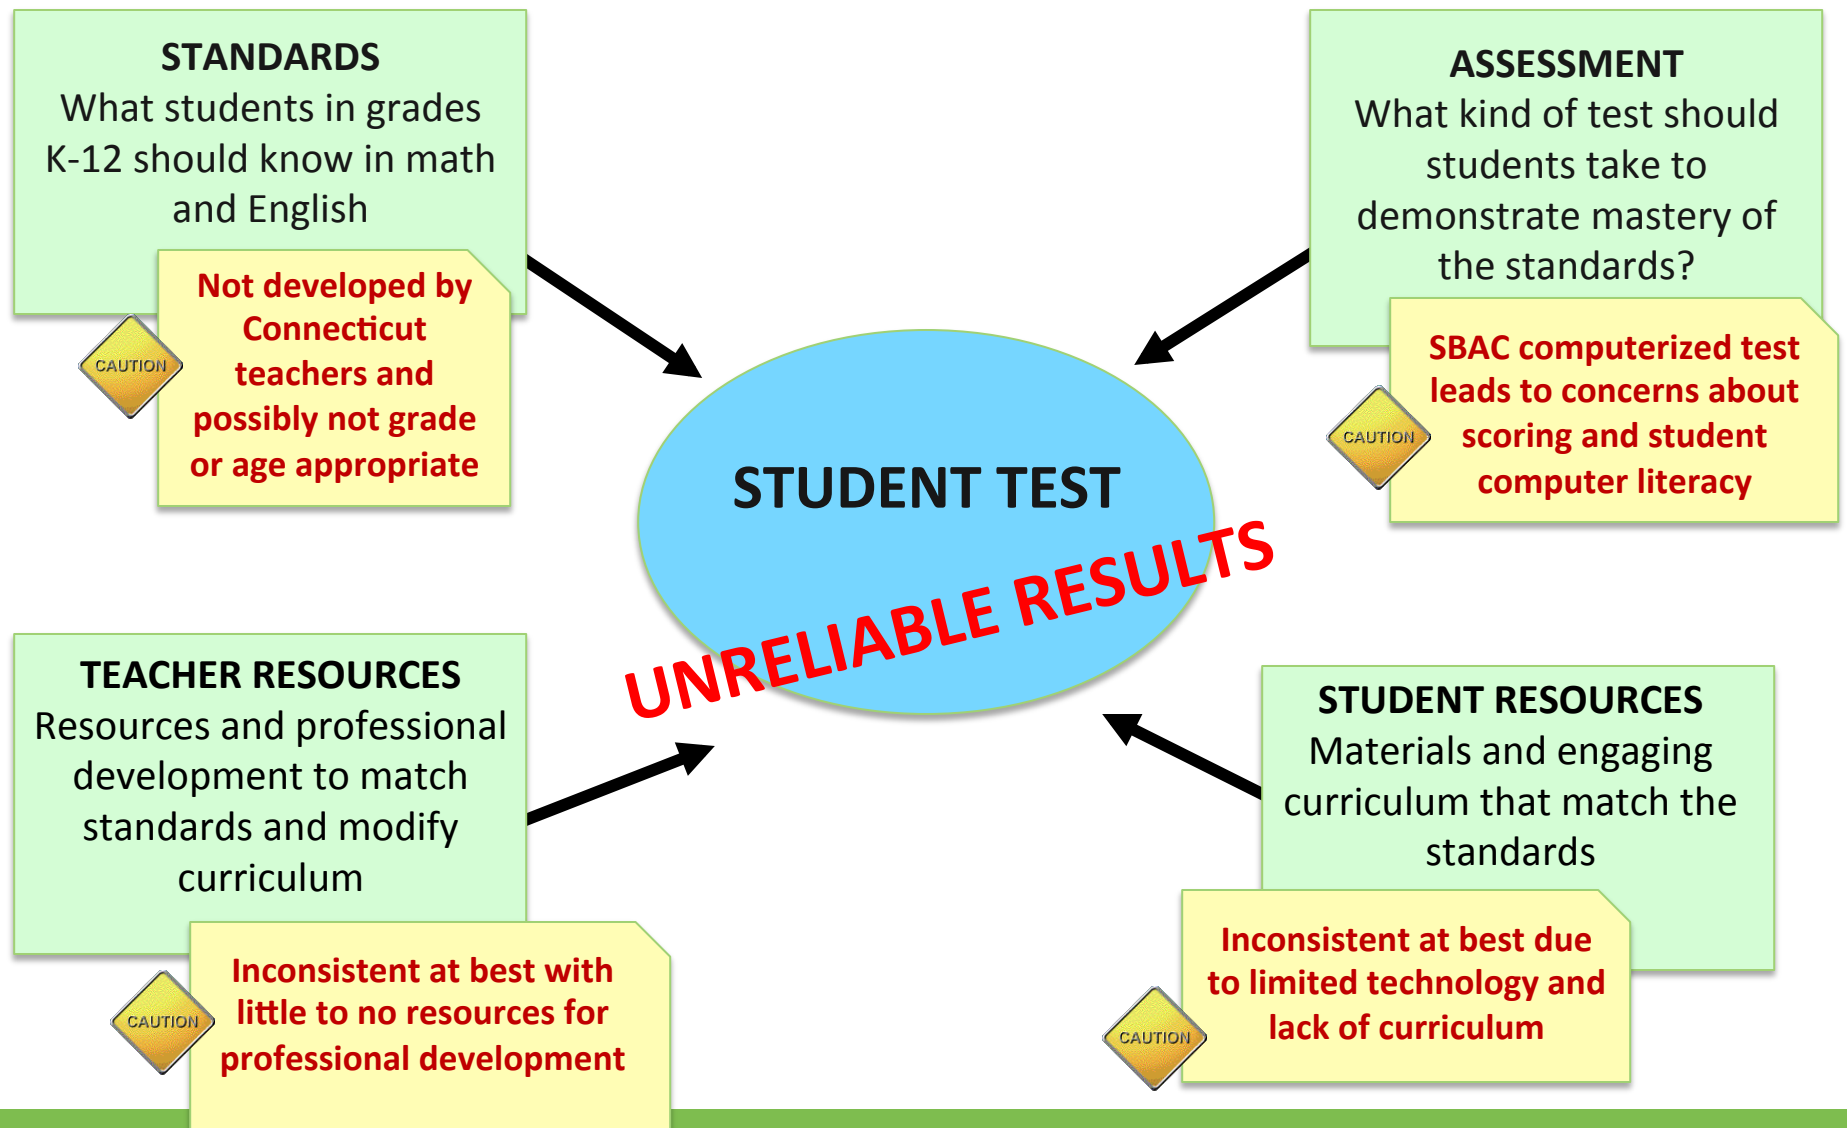 STANDARDS
What students in grades
K-12 should know in math
and English
Not developed by
Connecticut
teachers and
possibly not grade
or age appropriate
CAUTION
ASSESSMENT
What kind of test should
students take to
demonstrate mastery of
the standards?
SBAC computerized test
leads to concerns about
scoring and student
computer literacy
CAUTION
STUDENT TEST
UNRELIABLE RESULTS
TEACHER RESOURCES
Resources and professional
development to match
standards and modify
curriculum
Inconsistent at best with
little to no resources for
professional development
CAUTION
STUDENT RESOURCES
Materials and engaging
curriculum that match the
standards
Inconsistent at best due
to limited technology and
lack of curriculum
CAUTION